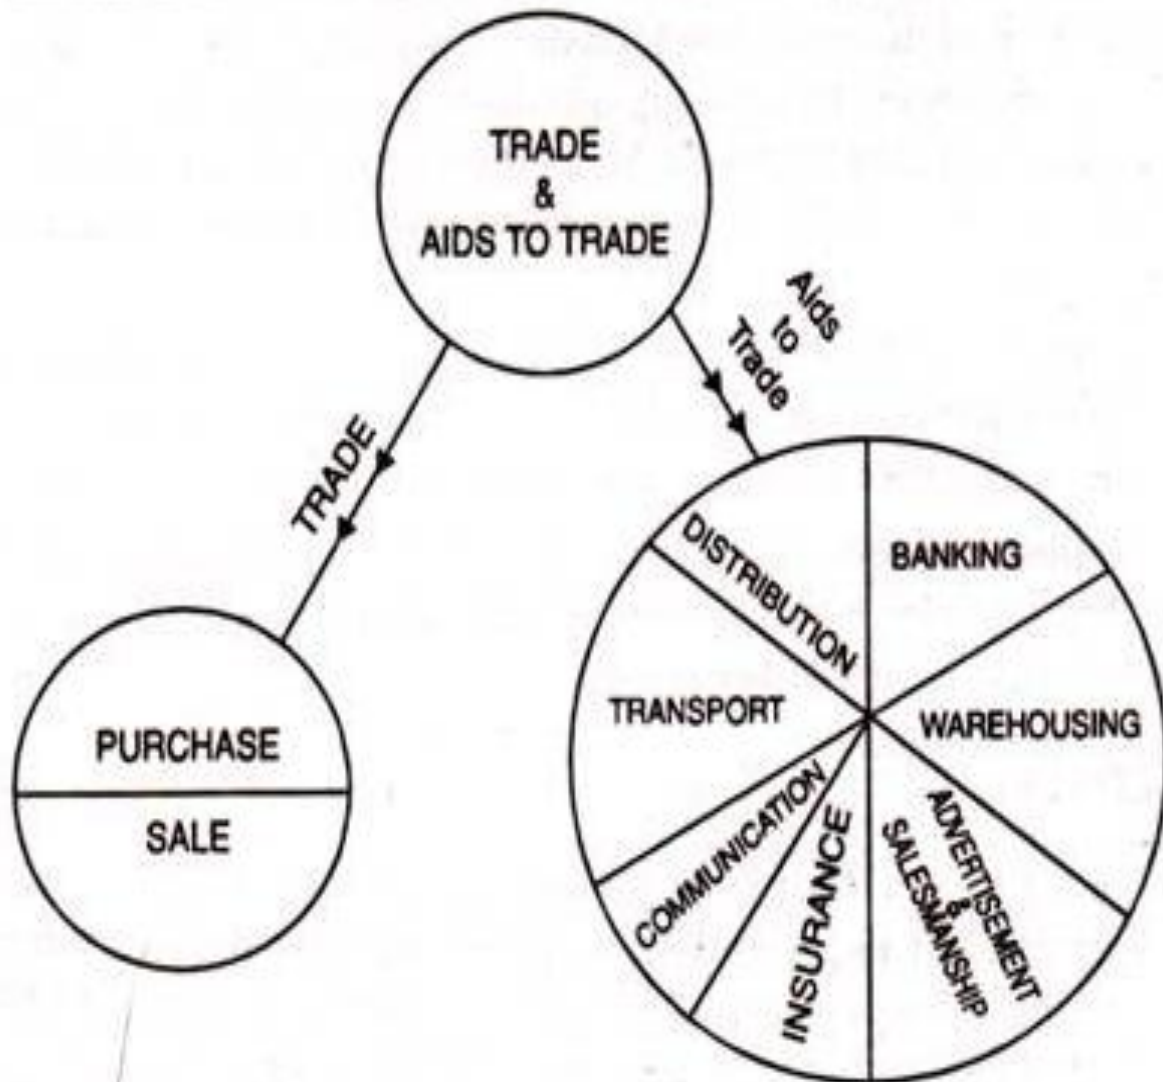 TRADE
&
AIDS TO TRADE
TRADE
Aids
to
Trade
PURCHASE
SALE
DISTRIBUTION
BANKING
TRANSPORT
WAREHOUSING
COMMUNICATION
INSURANCE
ADVERTISEMENT
&
SALESMANSHIP